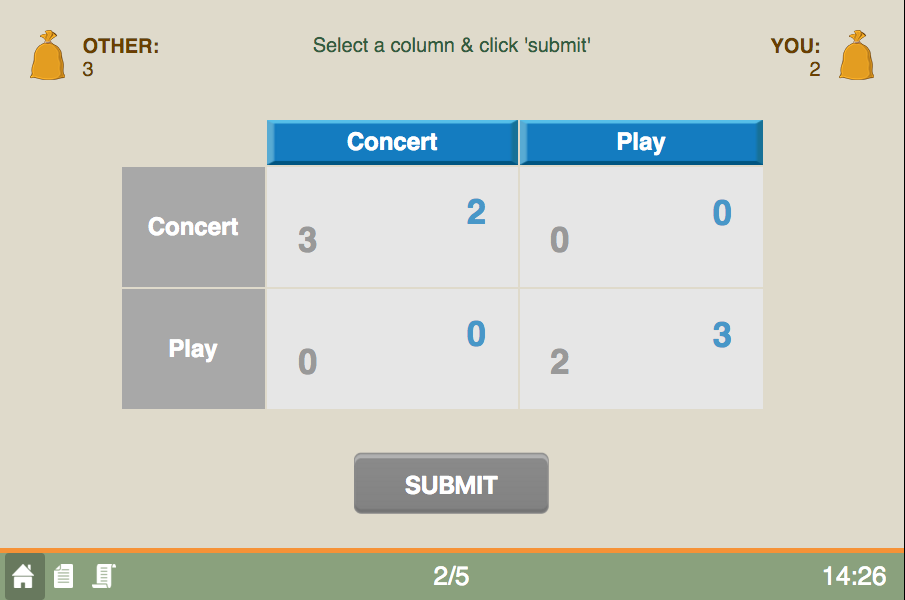 OTHER:
3
Select a column & click 'submit'
YOU:
2
Concert Play
Concert 3 2 0 0
Play 0 0 2 3
SUBMIT
2/5 14:26